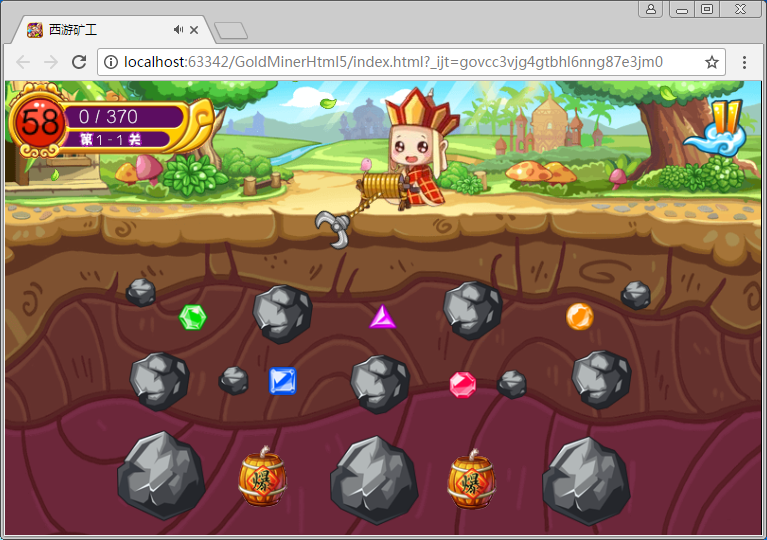 西游矿工
localhost:63342/GoldMinerHtml5/index.html?_ijt=govcc3vjg4gtbhl6nng87e3jm0
58
0 / 370
第 1 - 1 关
爆
爆